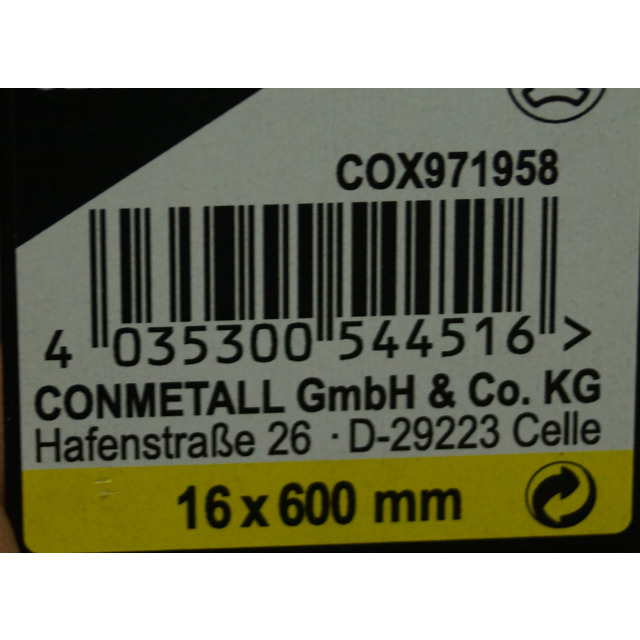 COX971958
4 035300 544516 >
CONMETALL GmbH & Co. KG
Hafenstraße 26 · D-29223 Celle
16 x 600 mm